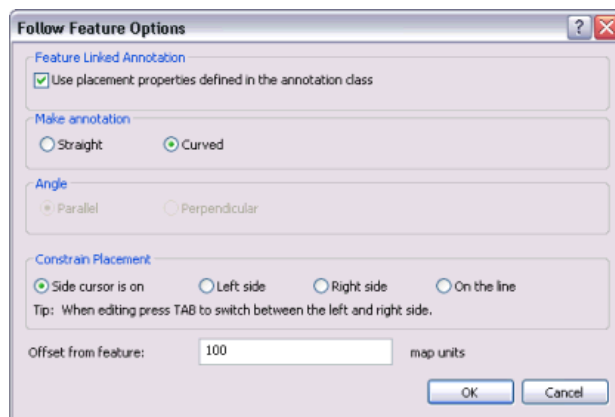 Follow Feature Options
Feature Linked Annotation
Use placement properties defined in the annotation class
Make annotation
Straight Curved
Angle
Parallel Perpendicular
Constrain Placement
Side cursor is on Left side Right side On the line
Tip: When editing press TAB to switch between the left and right side.
Offset from feature: 100 map units
OK Cancel